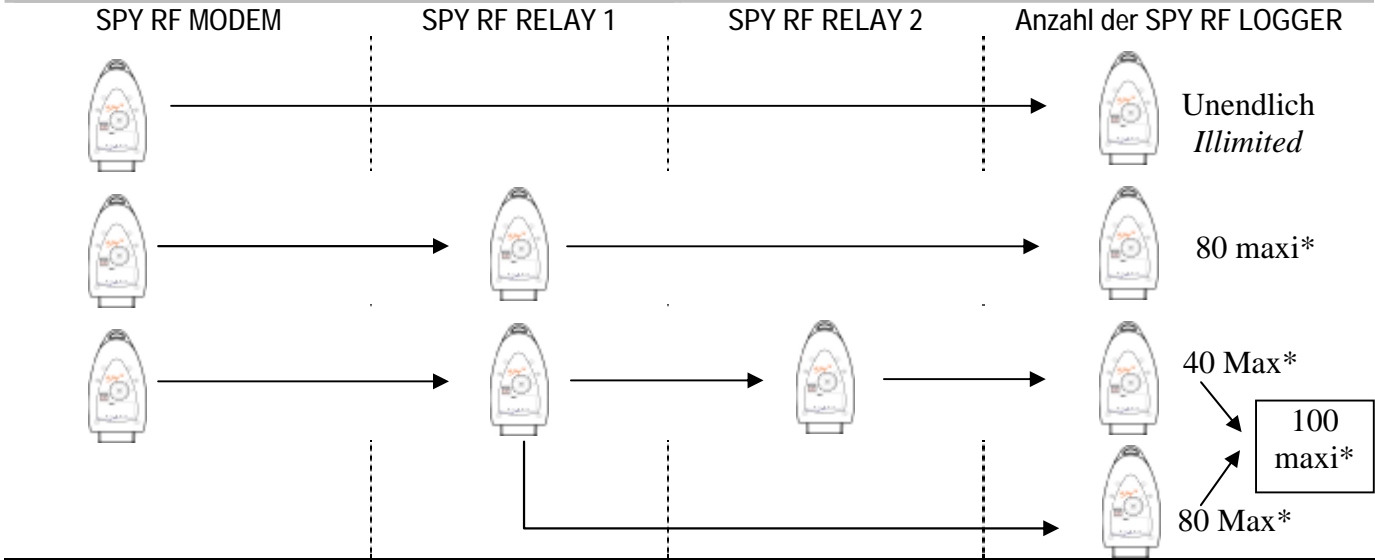 SPY RF MODEM
SPY RF RELAY 1
SPY RF RELAY 2
Anzahl der SPY RF LOGGER
Unendlich
Illimited
80 maxi*
40 Max*
100
maxi*
80 Max*